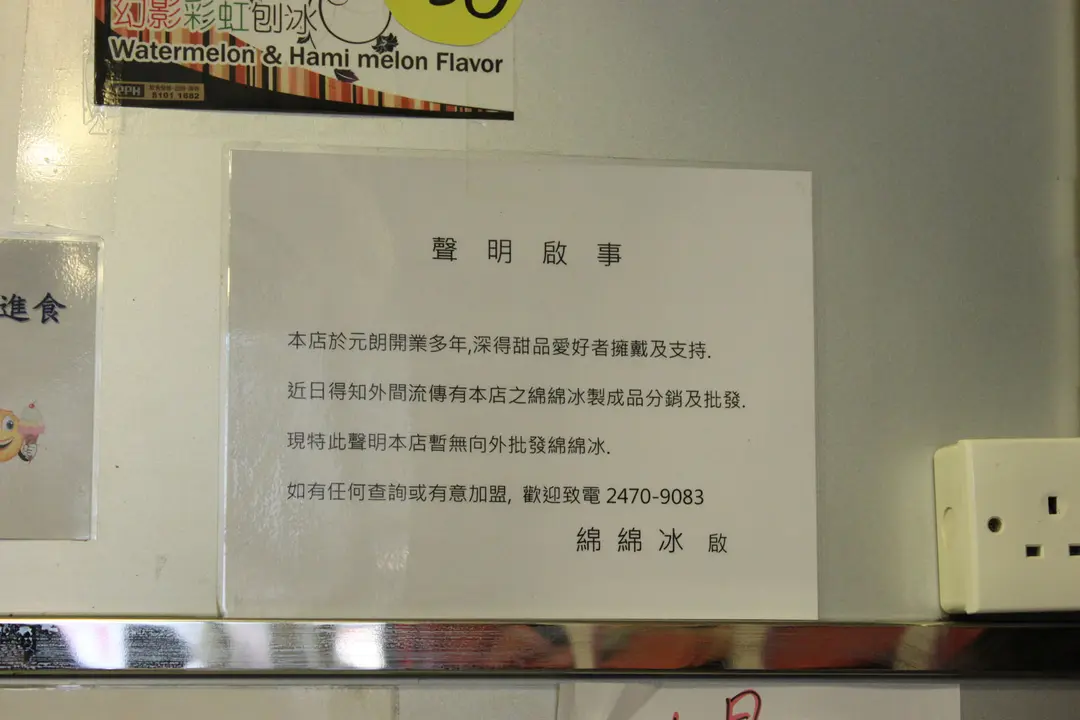 幻影彩虹刨冰
Watermelon & Hami melon Flavor
PPH
5101 1682
進食
聲明啟事
本店於元朗開業多年,深得甜品愛好者擁戴及支持.
近日得知外間流傳有本店之綿綿冰製成品分銷及批發.
現特此聲明本店暫無向外批發綿綿冰.
如有任何查詢或有意加盟, 歡迎致電 2470-9083
綿綿冰 啟